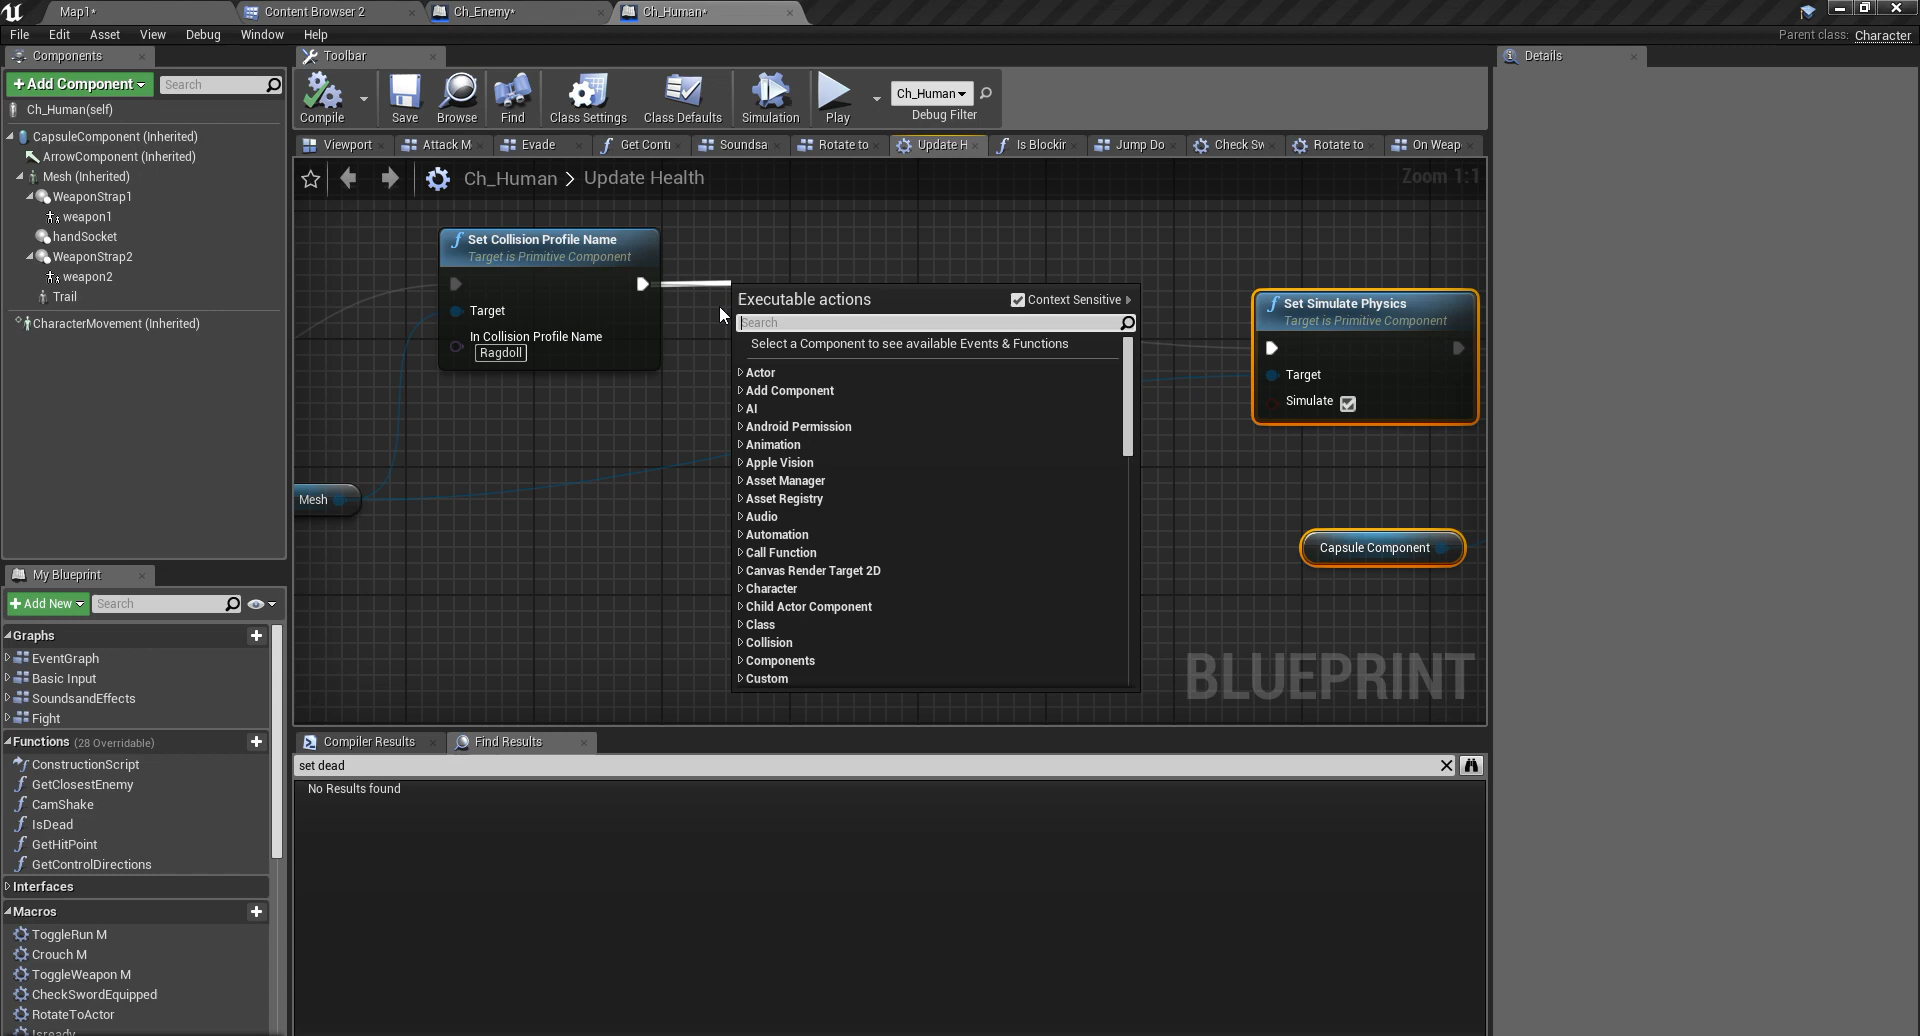 Map1*
Content Browser 2
Ch_Enemy*
Ch_Human*
File Edit Asset View Debug Window Help
Parent class: Character
Components
Toolbar
Details
+Add Component
Search
Compile
Save
Browse
Find
Class Settings
Class Defaults
Simulation
Play
Ch_Human
Debug Filter
Ch_Human(self)
CapsuleComponent (Inherited)
ArrowComponent (Inherited)
Mesh (Inherited)
WeaponStrap1
weapon1
handSocket
WeaponStrap2
weapon2
Trail
CharacterMovement (Inherited)
Viewport
Attack M
Evade
Get Conti
Soundsa
Rotate to
Update H
Is Blockir
Jump Do
Check Sw
Rotate to
On Weap
Ch_Human > Update Health
Zoom 1:1
Set Collision Profile Name
Target is Primitive Component
Target
In Collision Profile Name
Ragdoll
Mesh
Executable actions
Context Sensitive
Search
Select a Component to see available Events & Functions
Actor
Add Component
AI
Android Permission
Animation
Apple Vision
Asset Manager
Asset Registry
Audio
Automation
Call Function
Canvas Render Target 2D
Character
Child Actor Component
Class
Collision
Components
Custom
Set Simulate Physics
Target is Primitive Component
Target
Simulate
Capsule Component
BLUEPRINT
My Blueprint
+Add New
Search
Graphs
EventGraph
Basic Input
SoundsandEffects
Fight
Functions (28 Overridable)
ConstructionScript
GetClosestEnemy
CamShake
IsDead
GetHitPoint
GetControlDirections
Interfaces
Macros
ToggleRun M
Crouch M
ToggleWeapon M
CheckSwordEquipped
RotateToActor
Isready
Compiler Results
Find Results
set dead
No Results found